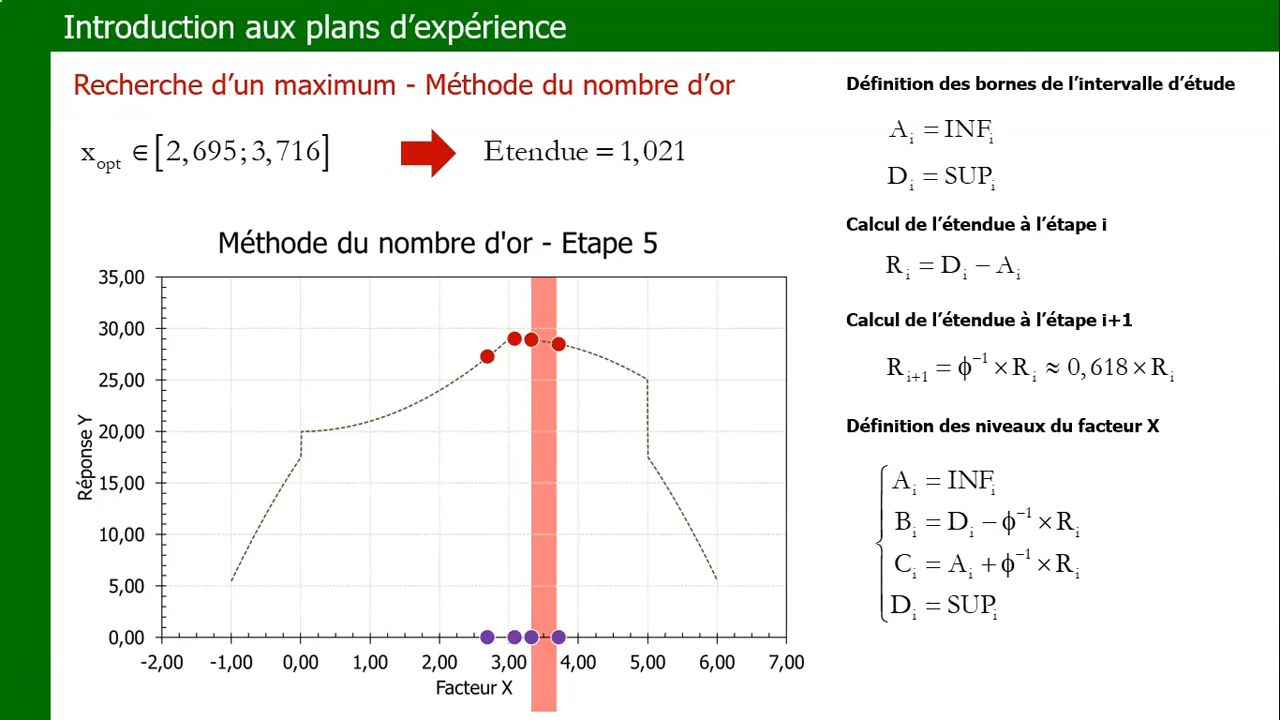 Introduction aux plans d’expérience
Recherche d’un maximum - Méthode du nombre d’or
x_opt ∈ [2,695; 3,716]
Etendue = 1,021
Méthode du nombre d'or - Etape 5
35,00
30,00
25,00
20,00
15,00
10,00
5,00
0,00
Réponse Y
-2,00 -1,00 0,00 1,00 2,00 3,00 4,00 5,00 6,00 7,00
Facteur X
Définition des bornes de l’intervalle d’étude
A_i = INF_i
D_i = SUP_i
Calcul de l’étendue à l’étape i
R_i = D_i − A_i
Calcul de l’étendue à l’étape i+1
R_i+1 = ϕ⁻¹ × R_i ≈ 0,618 × R_i
Définition des niveaux du facteur X
A_i = INF_i
B_i = D_i − ϕ⁻¹ × R_i
C_i = A_i + ϕ⁻¹ × R_i
D_i = SUP_i